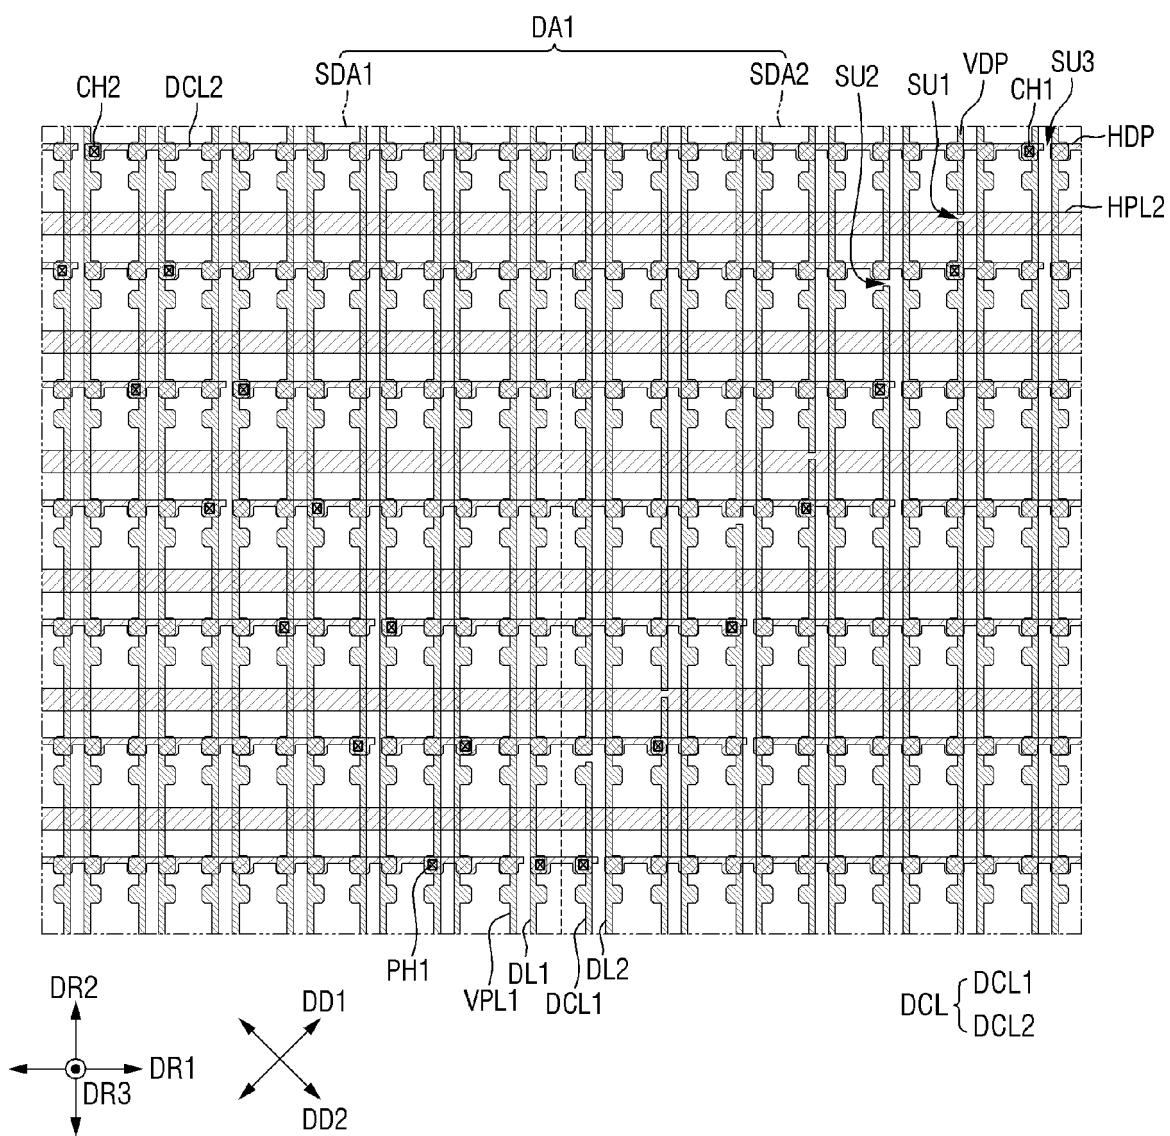 DA1
SDA1
SDA2
CH2
DCL2
SU2
SU1
VDP
CH1
SU3
HDP
HPL2
PH1
VPL1
DL1
DCL1
DL2
DR2
DR1
DR3
DD1
DD2
DCL
DCL1
DCL2